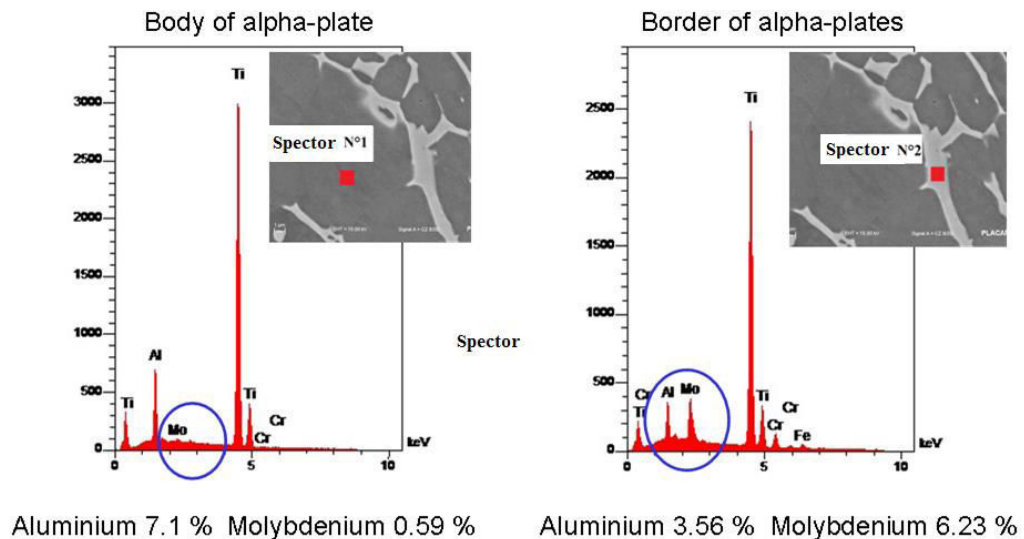 Body of alpha-plate
Border of alpha-plates
Ti
3000
2500
2000
1500
1000
500
0
Al
Ti
Mo
Ti
Cr
Cr
keV
0
5
10
Spector N°1
Spector
Ti
2500
2000
1500
1000
500
0
Cr
Ti
Al
Mo
Ti
Cr
Cr
Fe
keV
0
5
10
Spector N°2
PLACAM
Aluminium 7.1 % Molybdenium 0.59 %
Aluminium 3.56 % Molybdenium 6.23 %